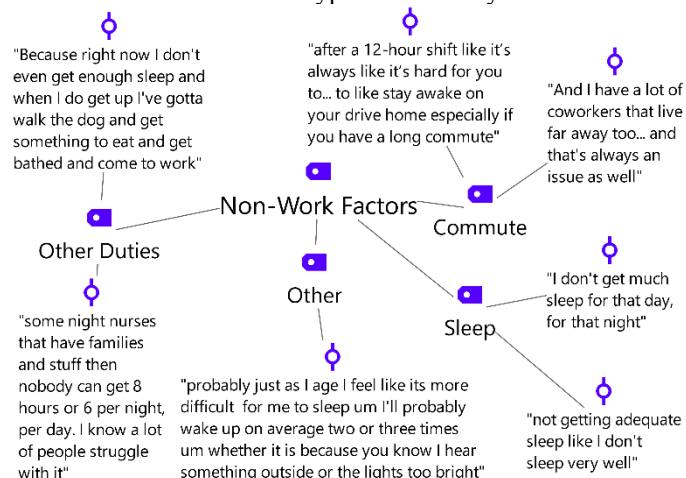 "Because right now I don't
even get enough sleep and
when I do get up I've gotta
walk the dog and get
something to eat and get
bathed and come to work"
"after a 12-hour shift like it's
always like it's hard for you
to... to like stay awake on
your drive home especially if
you have a long commute"
"And I have a lot of
coworkers that live
far away too... and
that's always an
issue as well"
Non-Work Factors
Commute
Other Duties
Other
Sleep
"I don't get much
sleep for that day,
for that night"
"some night nurses
that have families
and stuff then
nobody can get 8
hours or 6 per night,
per day. I know a lot
of people struggle
with it"
"probably just as I age I feel like its more
difficult for me to sleep um I'll probably
wake up on average two or three times
um whether it is because you know I hear
something outside or the lights too bright"
"not getting adequate
sleep like I don't
sleep very well"